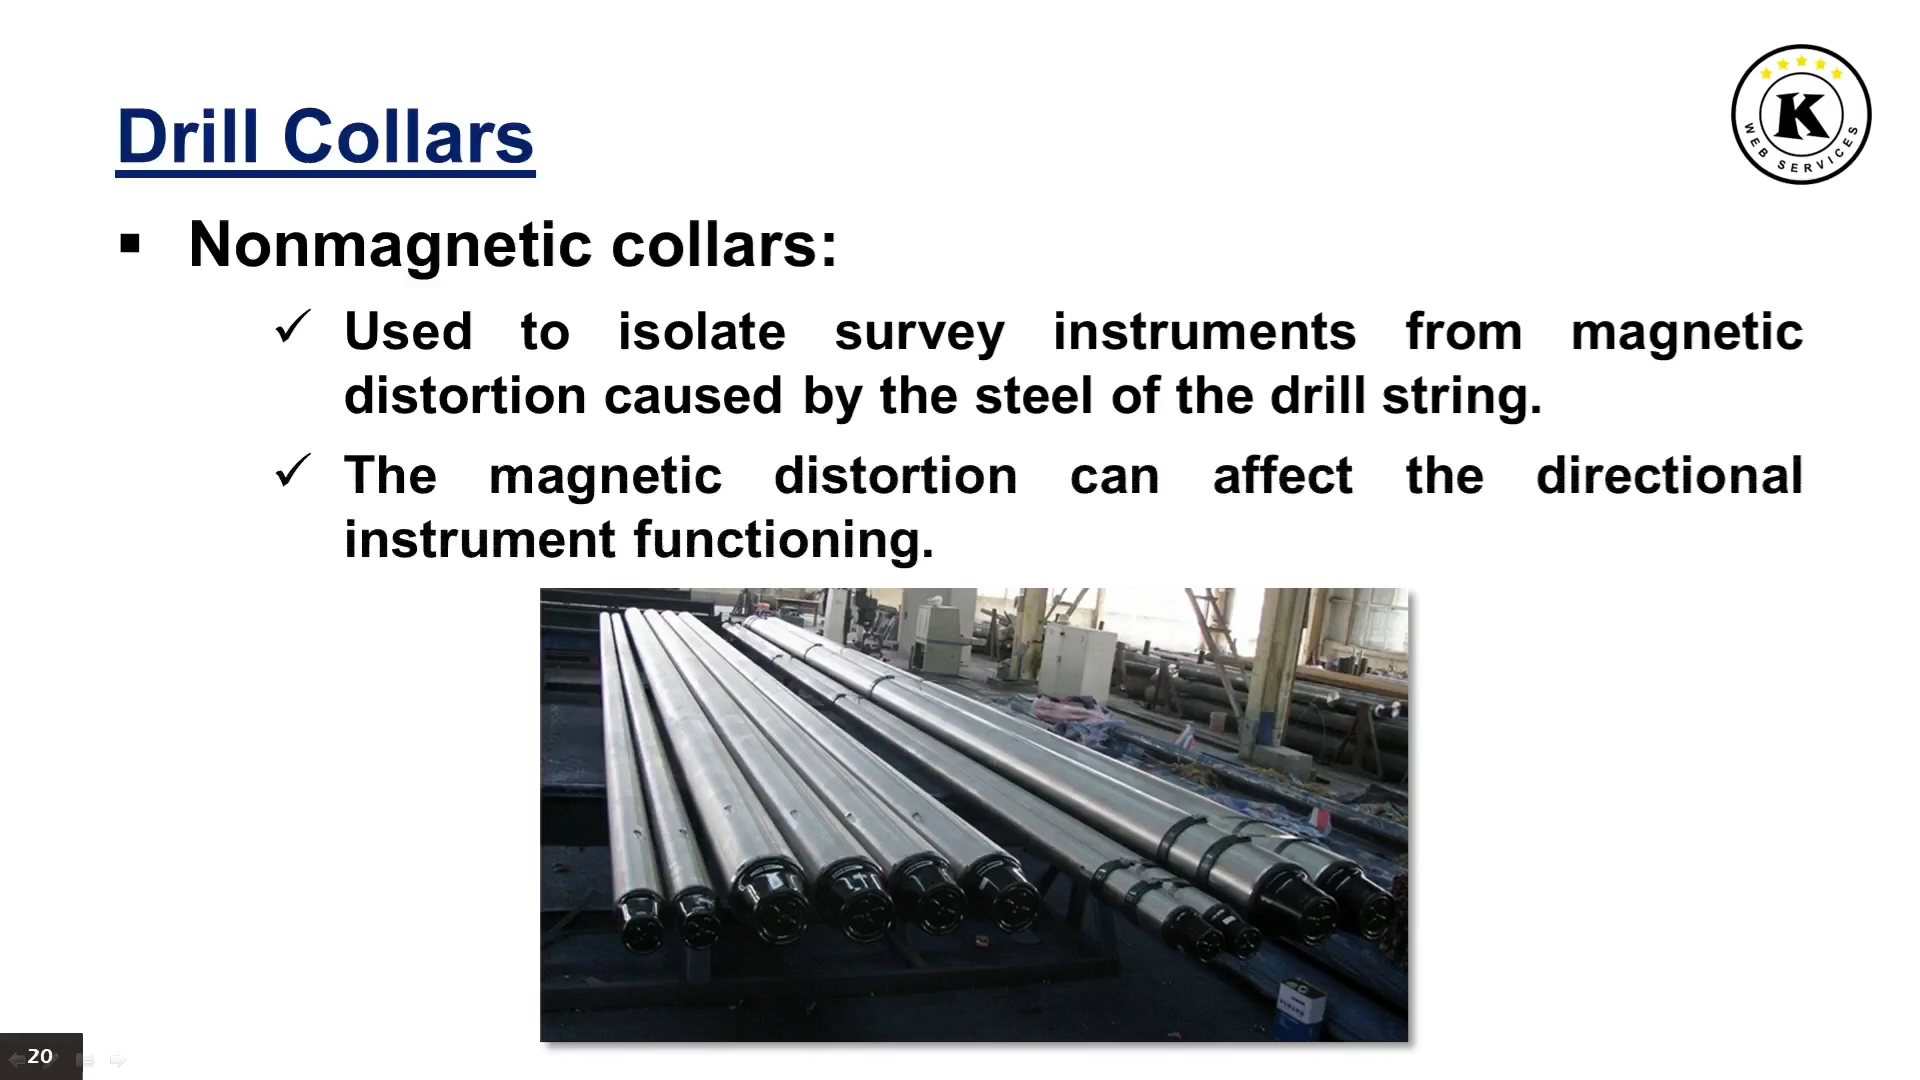 Drill Collars
K
WEB SERVICES
▪ Nonmagnetic collars:
✓ Used to isolate survey instruments from magnetic
distortion caused by the steel of the drill string.
✓ The magnetic distortion can affect the directional
instrument functioning.
20